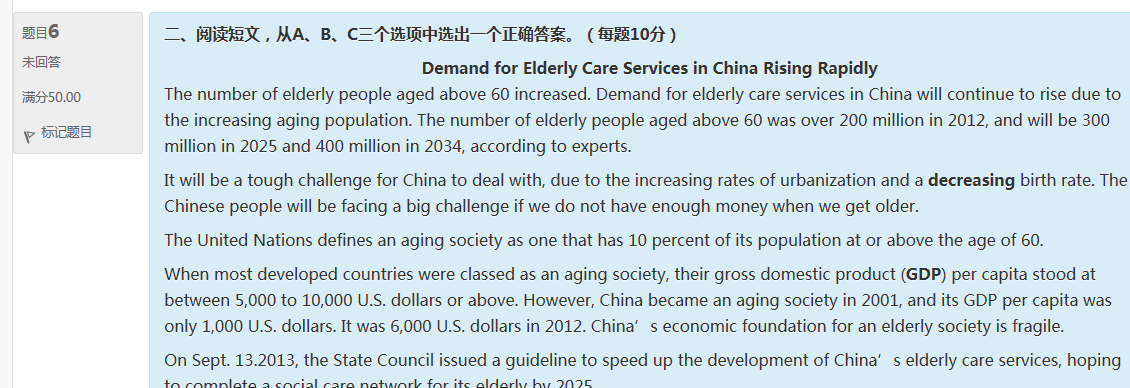 题目6
未回答
满分50.00
标记题目
二、阅读短文，从A、B、C三个选项中选出一个正确答案。（每题10分）
Demand for Elderly Care Services in China Rising Rapidly
The number of elderly people aged above 60 increased. Demand for elderly care services in China will continue to rise due to
the increasing aging population. The number of elderly people aged above 60 was over 200 million in 2012, and will be 300
million in 2025 and 400 million in 2034, according to experts.
It will be a tough challenge for China to deal with, due to the increasing rates of urbanization and a decreasing birth rate. The
Chinese people will be facing a big challenge if we do not have enough money when we get older.
The United Nations defines an aging society as one that has 10 percent of its population at or above the age of 60.
When most developed countries were classed as an aging society, their gross domestic product (GDP) per capita stood at
between 5,000 to 10,000 U.S. dollars or above. However, China became an aging society in 2001, and its GDP per capita was
only 1,000 U.S. dollars. It was 6,000 U.S. dollars in 2012. China’s economic foundation for an elderly society is fragile.
On Sept. 13.2013, the State Council issued a guideline to speed up the development of China’s elderly care services, hoping
to complete a social care network for its elderly by 2025.